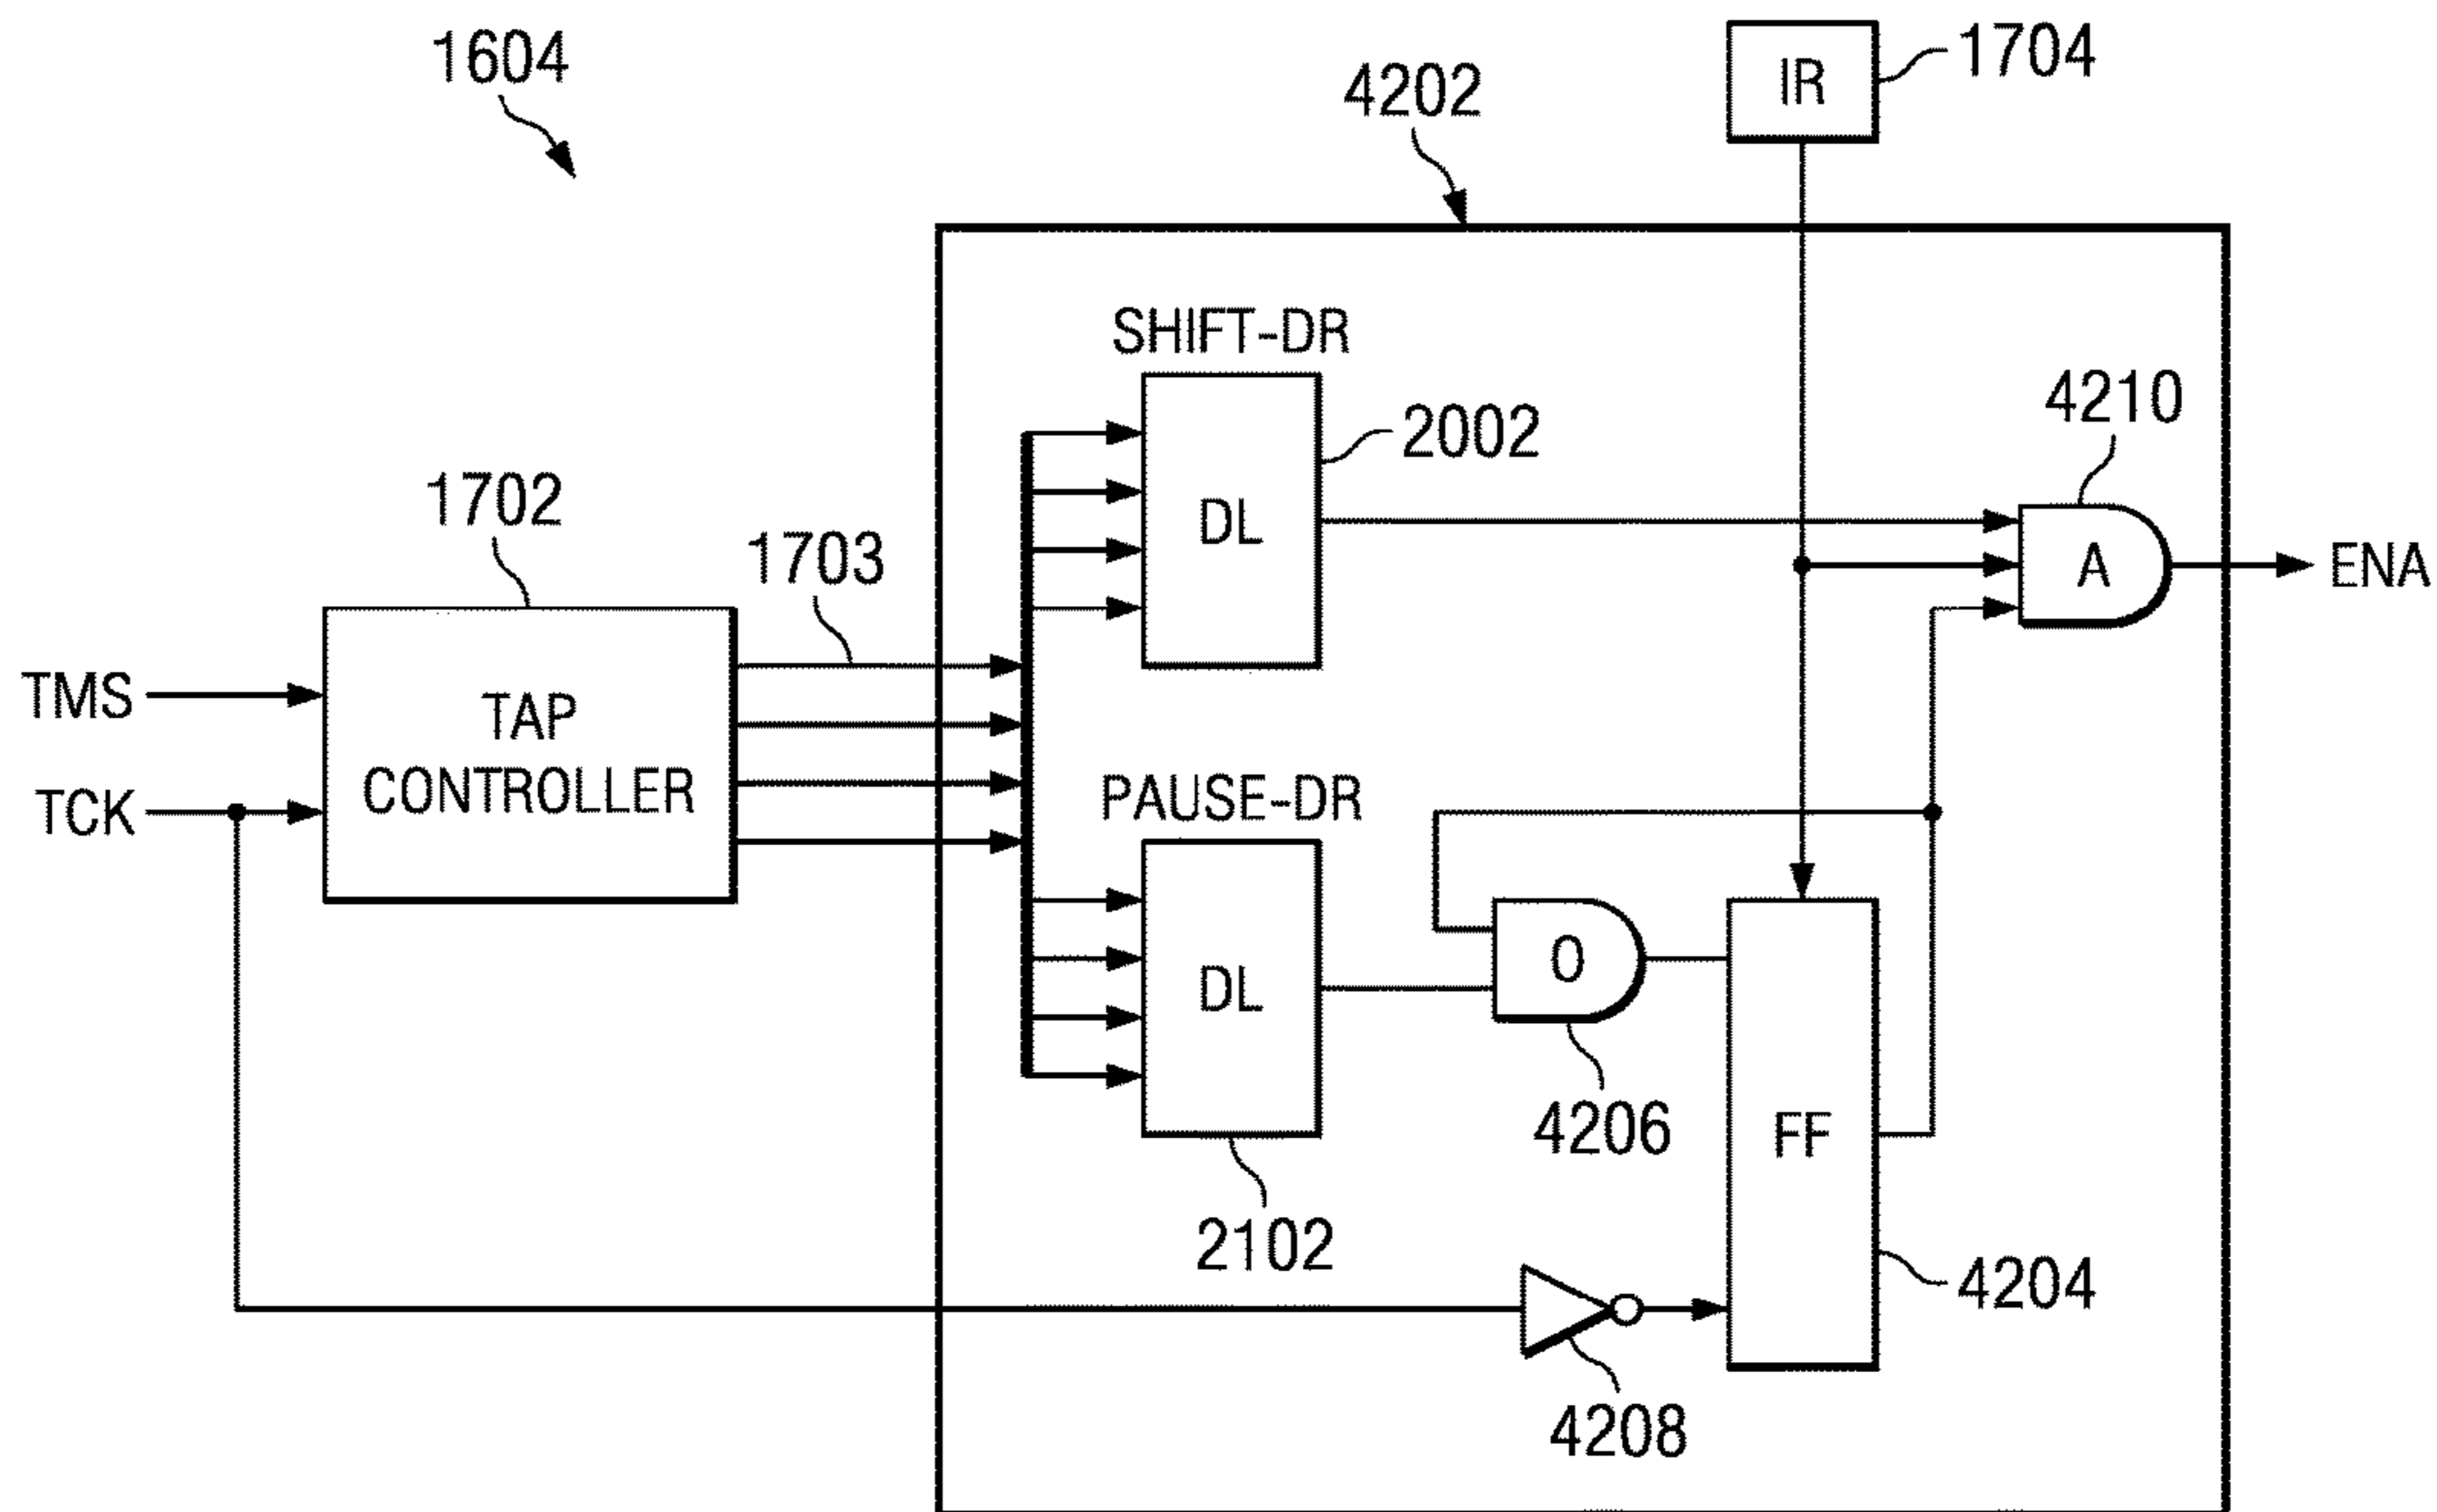 1604
4202
IR
1704
SHIFT-DR
4210
2002
1702
DL
1703
A
ENA
TMS
TAP
CONTROLLER
TCK
PAUSE-DR
O
DL
4206
FF
2102
4204
4208